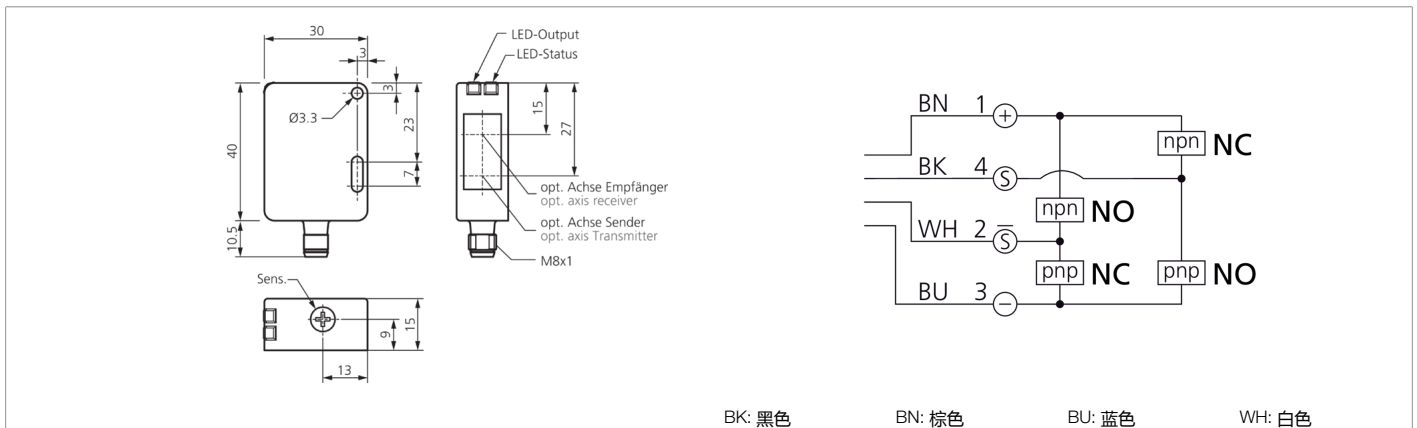 30
3
LED-Output
LED-Status
3
Ø3.3
23
15
27
40
7
opt. Achse Empfänger
opt. axis receiver
opt. Achse Sender
opt. axis Transmitter
10.5
M8x1
Sens.
15
9
13
BN 1 +
npn NC
BK 4 S
npn NO
WH 2 S̅
pnp NC
pnp NO
BU 3 −
BK: 黑色
BN: 棕色
BU: 蓝色
WH: 白色